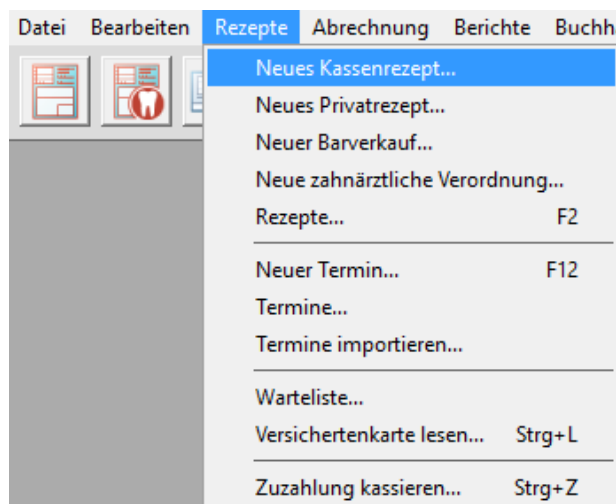 Datei Bearbeiten Rezepte Abrechnung Berichte Buchh
Neues Kassenrezept...
Neues Privatrezept...
Neuer Barverkauf...
Neue zahnärztliche Verordnung...
Rezepte... F2
Neuer Termin... F12
Termine...
Termine importieren...
Warteliste...
Versichertenkarte lesen... Strg+L
Zuzahlung kassieren... Strg+Z